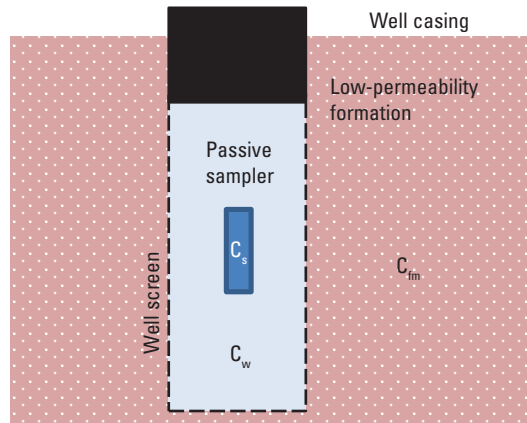 Well casing
Low-permeability
formation
Passive
sampler
Cs
Cfm
Well screen
Cw